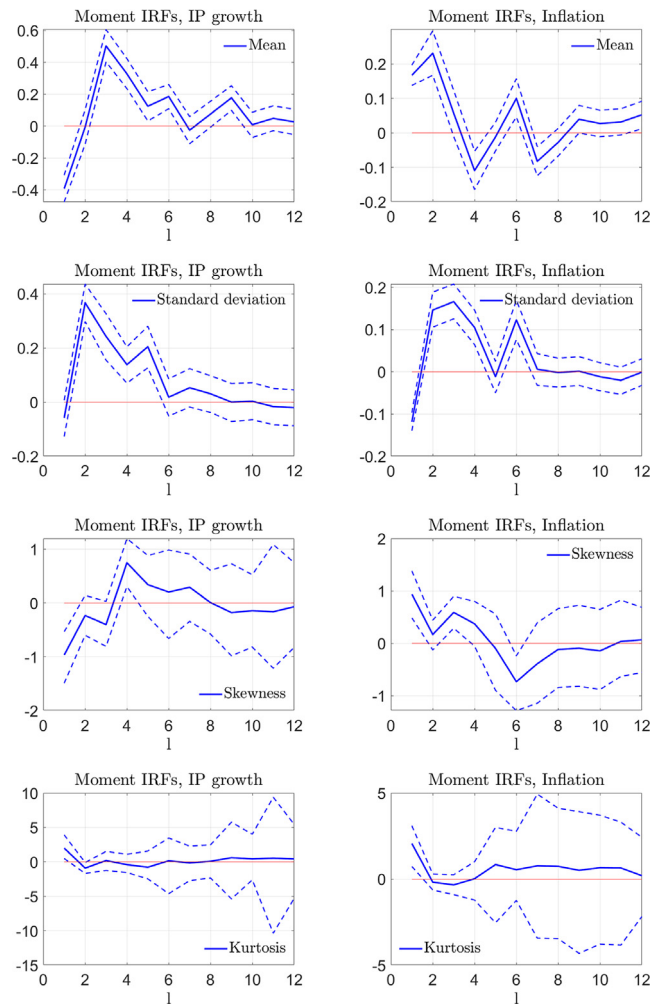 Moment IRFs, IP growth
0.6
0.4
0.2
0
-0.2
-0.4
Mean
0 2 4 6 8 10 12
l
Moment IRFs, Inflation
0.2
0.1
0
-0.1
-0.2
Mean
0 2 4 6 8 10 12
l
Moment IRFs, IP growth
0.4
0.2
0
-0.2
Standard deviation
0 2 4 6 8 10 12
l
Moment IRFs, Inflation
0.2
0.1
0
-0.1
-0.2
Standard deviation
0 2 4 6 8 10 12
l
Moment IRFs, IP growth
1
0
-1
-2
Skewness
0 2 4 6 8 10 12
l
Moment IRFs, Inflation
2
1
0
-1
Skewness
0 2 4 6 8 10 12
l
Moment IRFs, IP growth
10
5
0
-5
-10
-15
Kurtosis
0 2 4 6 8 10 12
l
Moment IRFs, Inflation
5
0
-5
Kurtosis
0 2 4 6 8 10 12
l